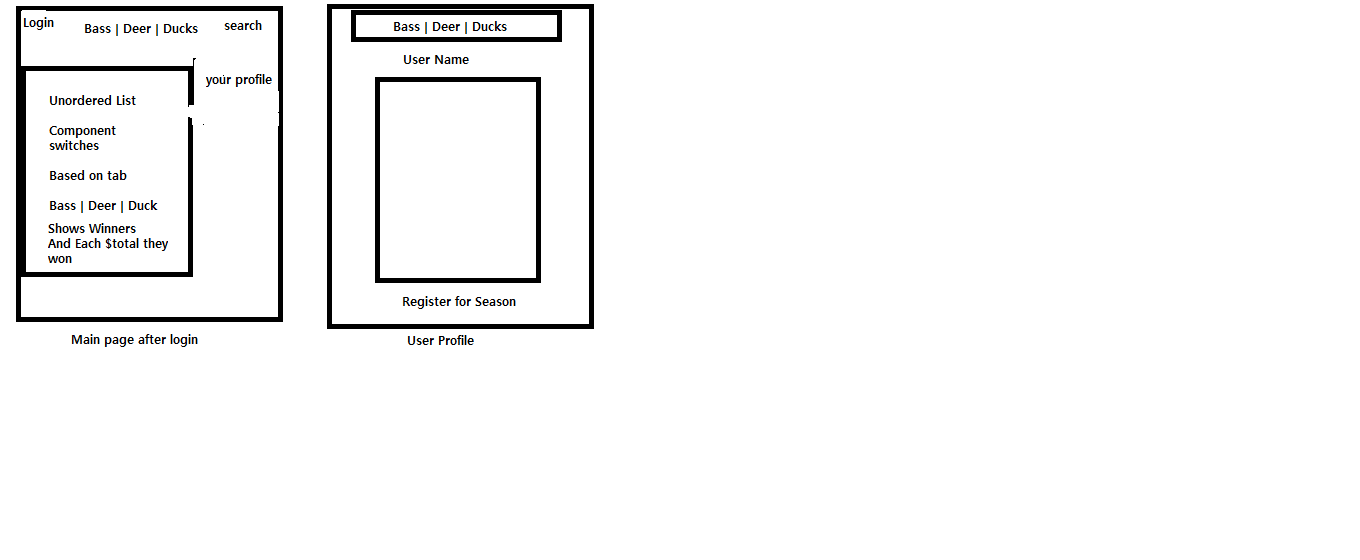 Login
Bass | Deer | Ducks
search
your profile
Unordered List
Component
switches
Based on tab
Bass | Deer | Duck
Shows Winners
And Each $total they
won
Main page after login
Bass | Deer | Ducks
User Name
Register for Season
User Profile